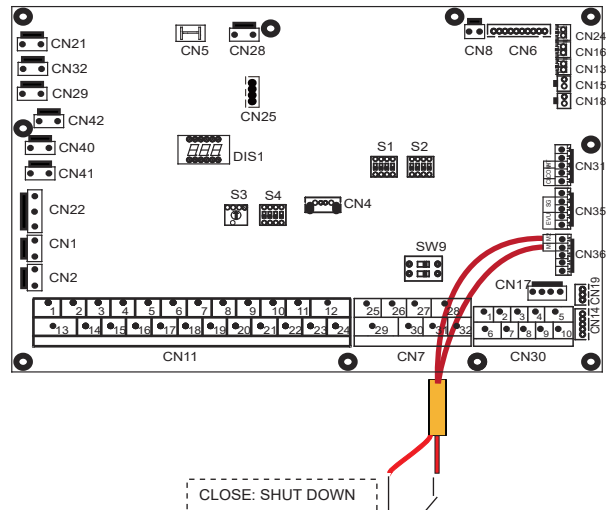 CN21
CN32
CN29
CN42
CN40
CN41
CN22
CN1
CN2
CN5
CN28
CN25
DIS1
S1 S2
S3 S4
CN4
SW9
CN8 CN6
CN24
CN16
CN13
CN15
CN18
CN31
CN35
SG
CN36
M1 M2
CN17
CN19
CN14
1 2 3 4 5 6 7 8 9 10 11 12
13 14 15 16 17 18 19 20 21 22 23 24
CN11
25 26 27 28
29 30 31 32
CN7
1 2 3 4 5
6 7 8 9 10
CN30
CLOSE: SHUT DOWN